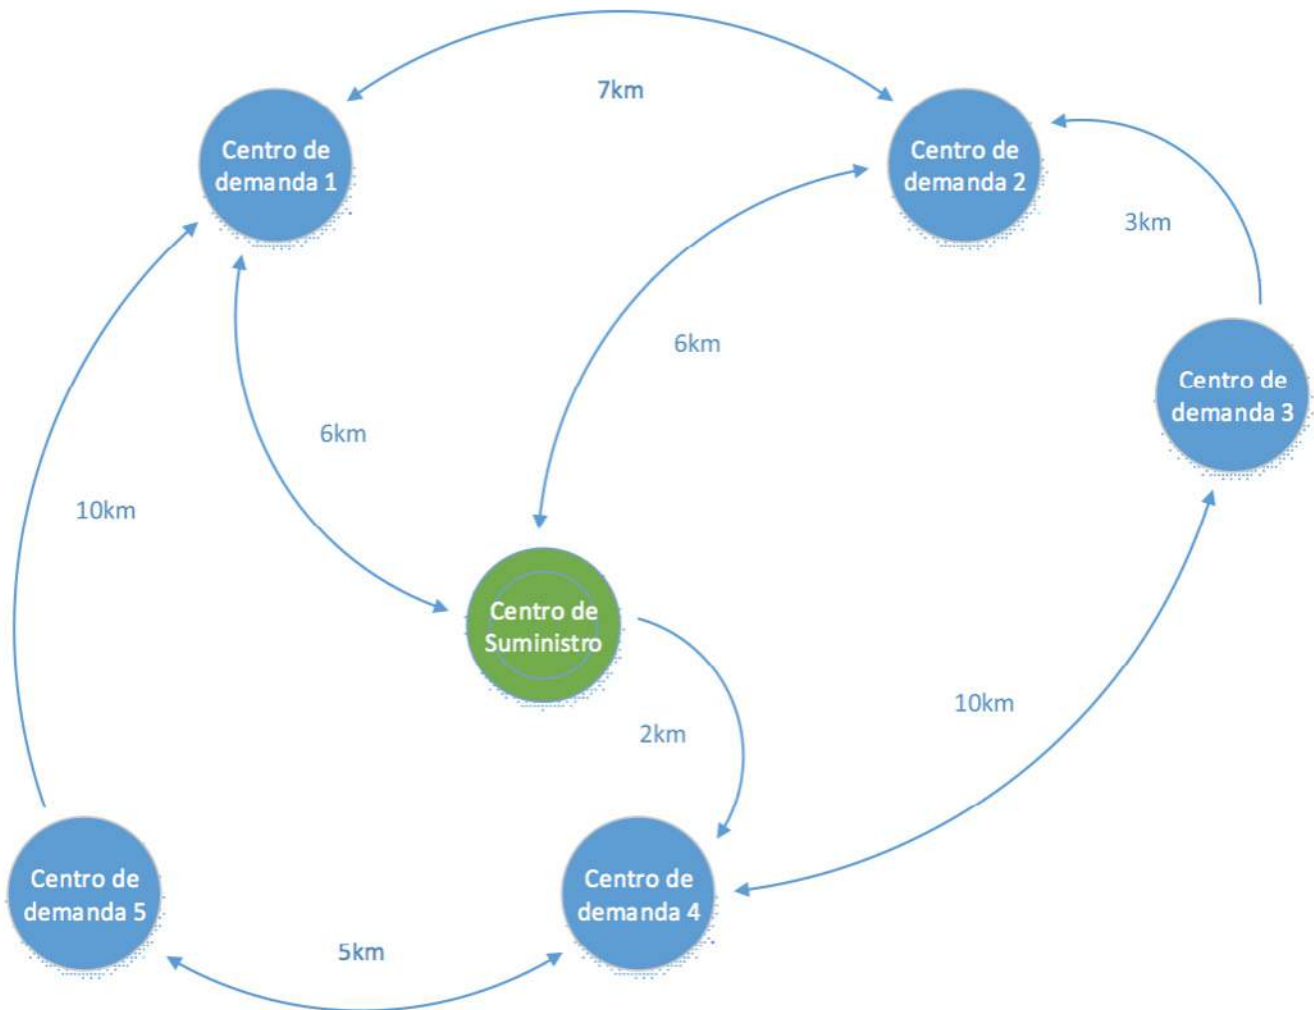 7km
Centro de
demanda 1
Centro de
demanda 2
3km
6km
Centro de
demanda 3
6km
10km
Centro de
Suministro
10km
2km
Centro de
demanda 5
Centro de
demanda 4
5km